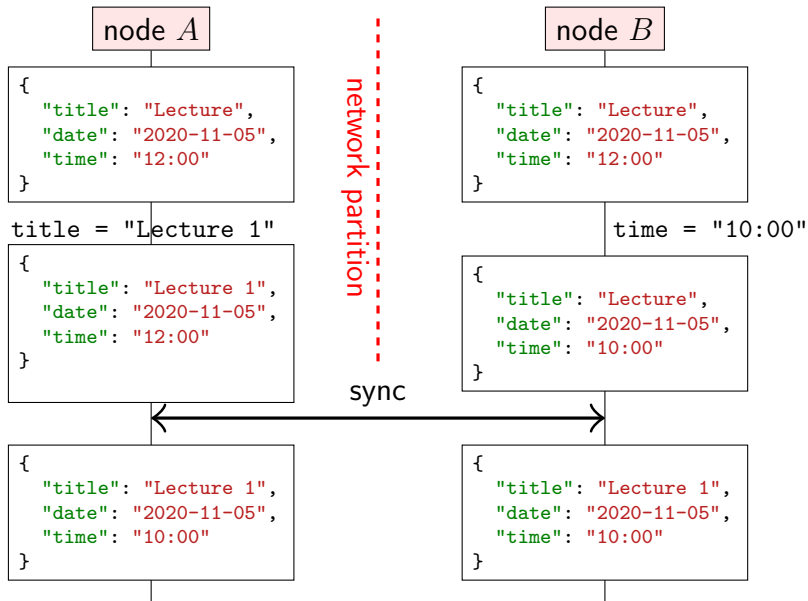 node A
{
  "title": "Lecture",
  "date": "2020-11-05",
  "time": "12:00"
}
title = "Lecture 1"
{
  "title": "Lecture 1",
  "date": "2020-11-05",
  "time": "12:00"
}
network partition
node B
{
  "title": "Lecture",
  "date": "2020-11-05",
  "time": "12:00"
}
time = "10:00"
{
  "title": "Lecture",
  "date": "2020-11-05",
  "time": "10:00"
}
sync
{
  "title": "Lecture 1",
  "date": "2020-11-05",
  "time": "10:00"
}
{
  "title": "Lecture 1",
  "date": "2020-11-05",
  "time": "10:00"
}